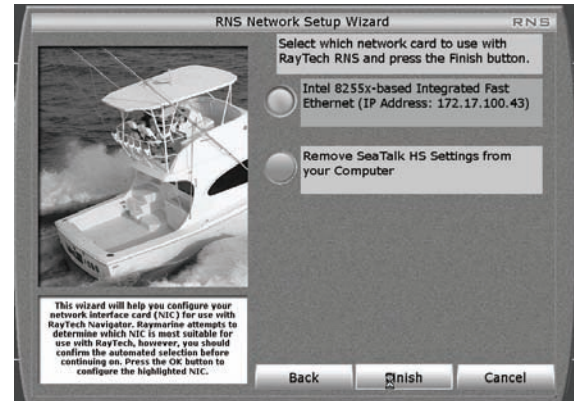 RNS Network Setup Wizard
RNS
Select which network card to use with
RayTech RNS and press the Finish button.
Intel 8255x-based Integrated Fast
Ethernet (IP Address: 172.17.100.43)
Remove SeaTalk HS Settings from
your Computer
This wizard will help you configure your
network interface card (NIC) for use with
RayTech Navigator. Raymarine attempts to
determine which NIC is most suitable for
use with RayTech, however, you should
confirm the automated selection before
continuing on. Press the OK button to
configure the highlighted NIC.
Back
Finish
Cancel